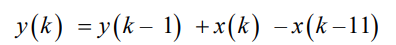 y(k) = y(k − 1) + x(k) − x(k−11)